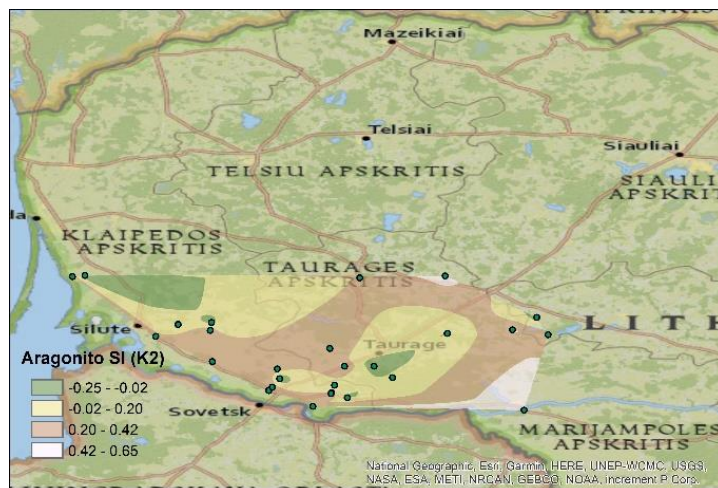 Mazeikiai
Telsiai
Siauliai
TELSIU APSKRITIS
SIAULI
APSKRI
la
KLAIPEDOS
APSKRITIS
TAURAGES
APSKRITIS
Silute
LITH
Taurage
Aragonito SI (K2)
-0.25 - -0.02
-0.02 - 0.20
0.20 - 0.42
0.42 - 0.65
Sovetsk
MARIJAMPOLES
APSKRITIS
National Geographic, Esri, Garmin, HERE, UNEP-WCMC, USGS,
NASA, ESA, METI, NRCAN, GEBCO, NOAA, increment P Corp.